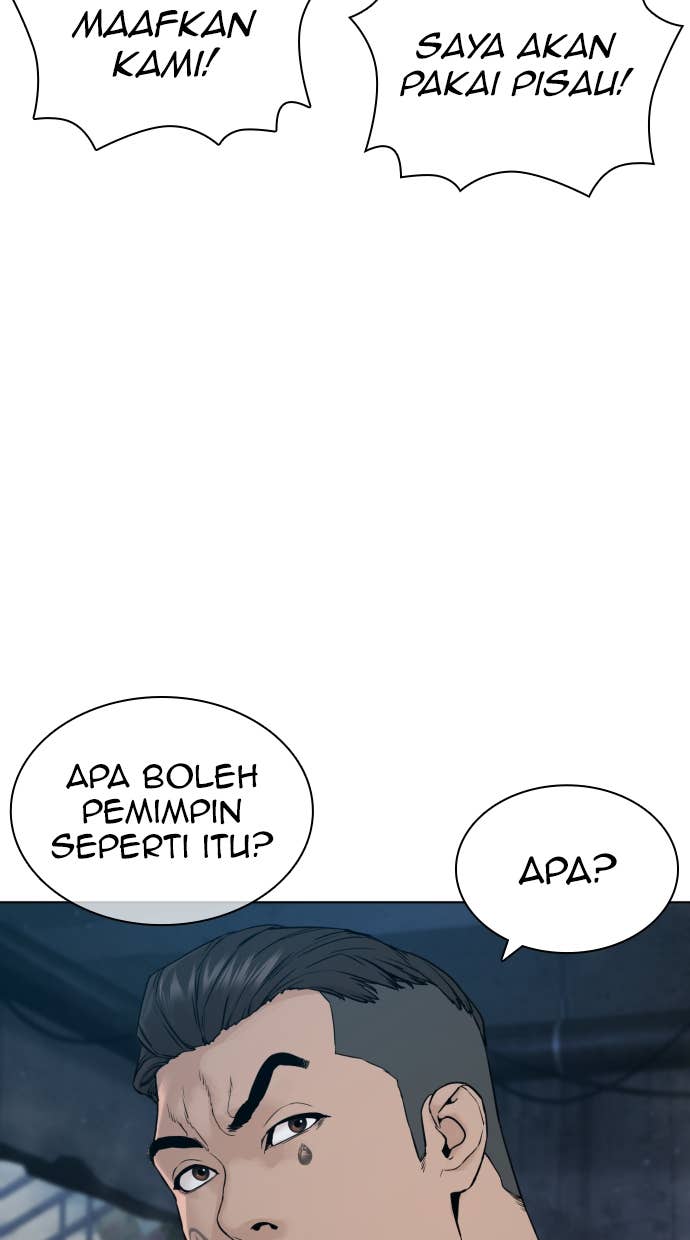 MAAFKAN
KAMI!
SAYA AKAN
PAKAI PISAU!
APA BOLEH
PEMIMPIN
SEPERTI ITU?
APA?